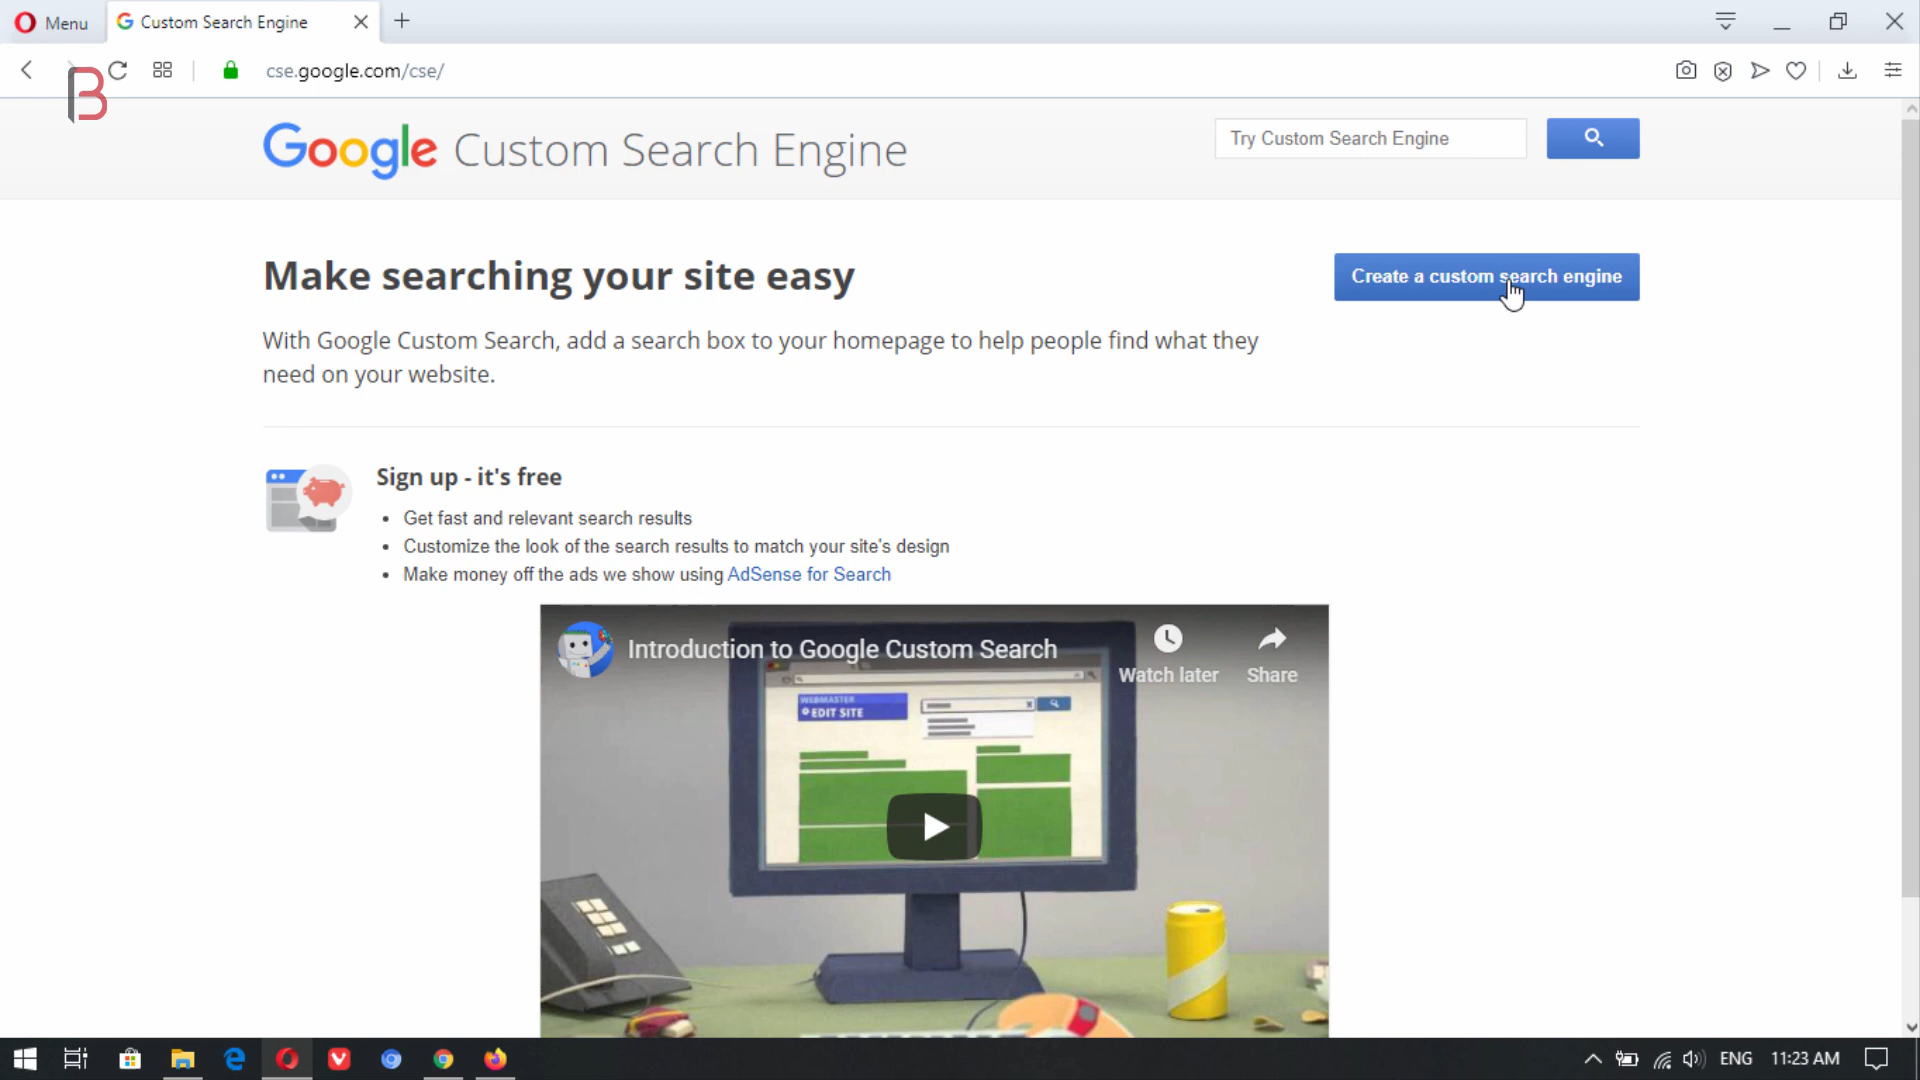 Menu
Custom Search Engine
cse.google.com/cse/
B
Google Custom Search Engine
Try Custom Search Engine
Make searching your site easy
Create a custom search engine
With Google Custom Search, add a search box to your homepage to help people find what they
need on your website.
Sign up - it's free
• Get fast and relevant search results
• Customize the look of the search results to match your site's design
• Make money off the ads we show using AdSense for Search
Introduction to Google Custom Search
Watch later
Share
WEBMASTER
EDIT SITE
ENG
11:23 AM